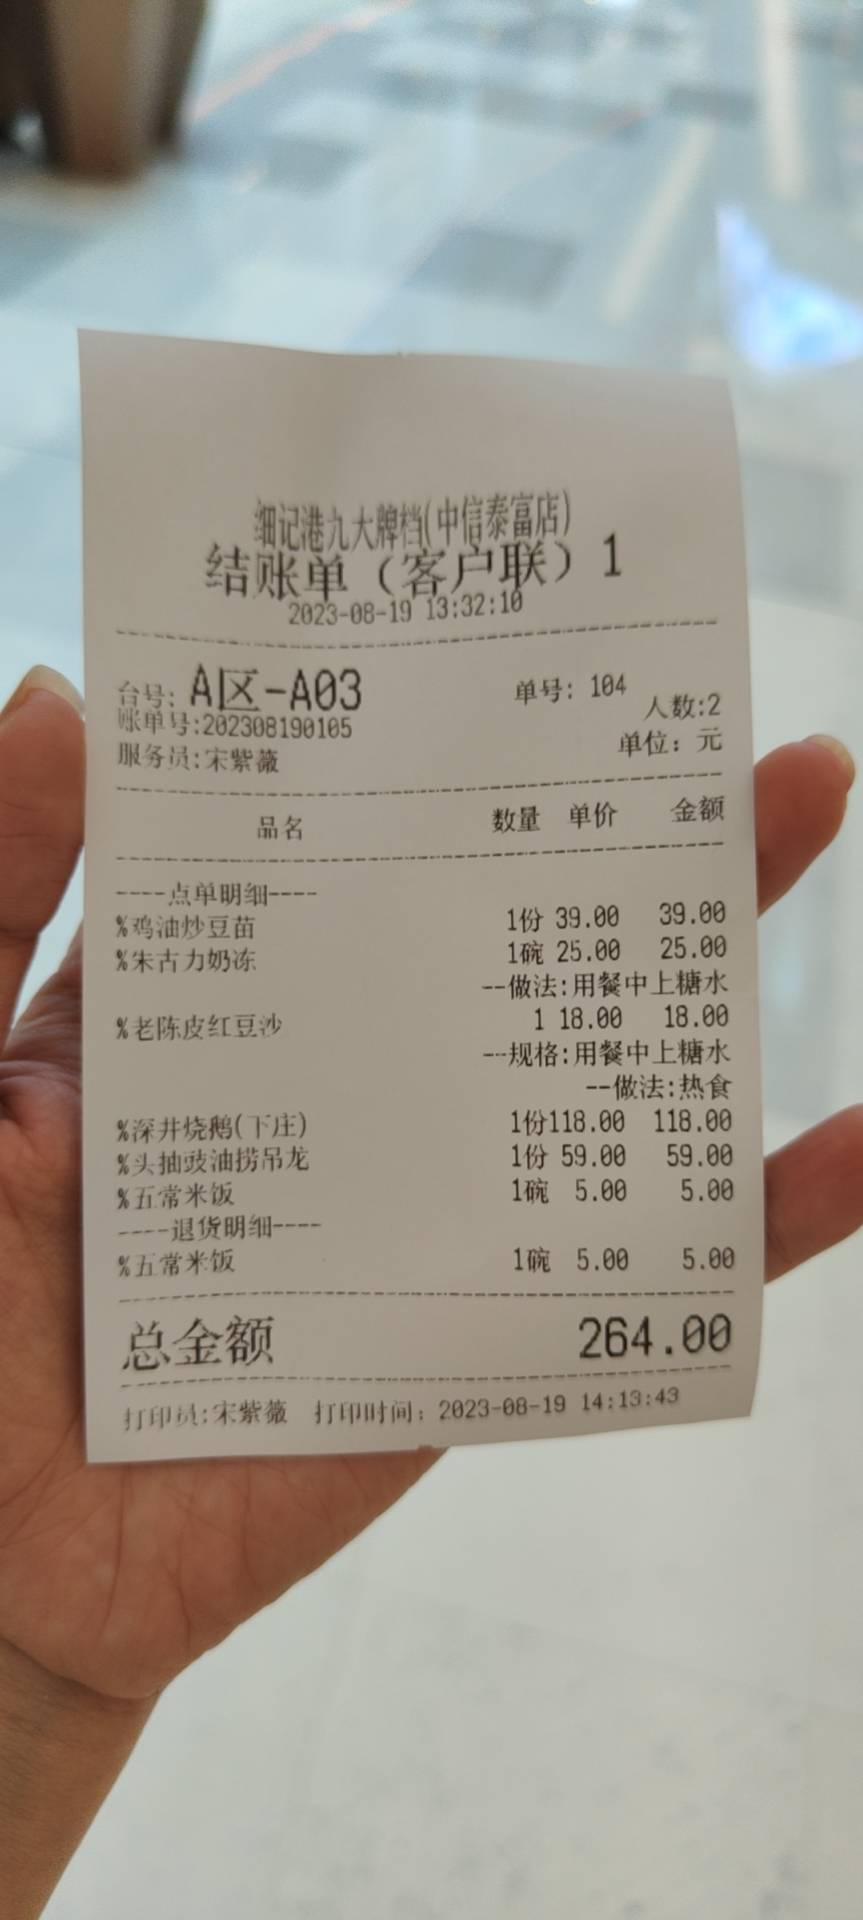 细记港九大牌档(中信泰富店)
结账单（客户联）1
2023-08-19 13:32:10
台号: A区-A03 单号: 104
账单号:202308190105 人数:2
服务员:宋紫薇 单位：元
品名 数量 单价 金额
----点单明细----
%鸡油炒豆苗 1份 39.00 39.00
%朱古力奶冻 1碗 25.00 25.00
--做法:用餐中上糖水
%老陈皮红豆沙 1 18.00 18.00
---规格:用餐中上糖水
--做法:热食
%深井烧鹅(下庄) 1份118.00 118.00
%头抽豉油捞吊龙 1份 59.00 59.00
%五常米饭 1碗 5.00 5.00
----退货明细----
%五常米饭 1碗 5.00 5.00
总金额 264.00
打印员:宋紫薇 打印时间：2023-08-19 14:13:43